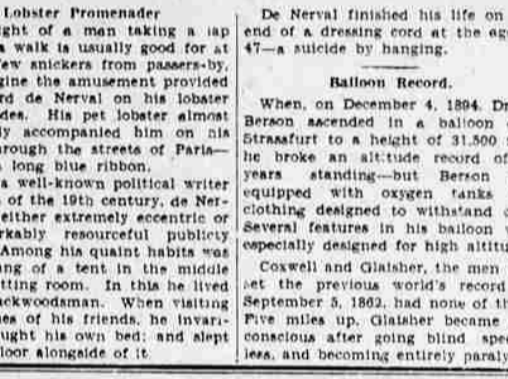 Lobster Promenader
ght of a man taking a lap
a walk is usually good for at
few snickers from passers-by.
gine the amusement provided
rd de Nerval on his lobster
des. His pet lobster almost
ly accompanied him on his
hrough the streets of Paris—
a long blue ribbon.
a well-known political writer
s of the 19th century, de Ner-
either extremely eccentric or
rkably resourceful publicity
Among his quaint habits was
ng of a tent in the middle
tting room. In this he lived
ackwoodsman. When visiting
es of his friends, he invari-
ught his own bed; and slept
loor alongside of it.
De Nerval finished his life on
end of a dressing cord at the age
47—a suicide by hanging.
Balloon Record.
When, on December 4, 1894, Dr
Berson ascended in a balloon
Strassfurt to a height of 31,500
he broke an altitude record of
years standing—but Berson
equipped with oxygen tanks
clothing designed to withstand
Several features in his balloon
especially designed for high altitu
Coxwell and Glaisher, the men
set the previous world's record
September 5, 1862, had none of th
Five miles up, Glaisher became
conscious after going blind spee
less, and becoming entirely paraly